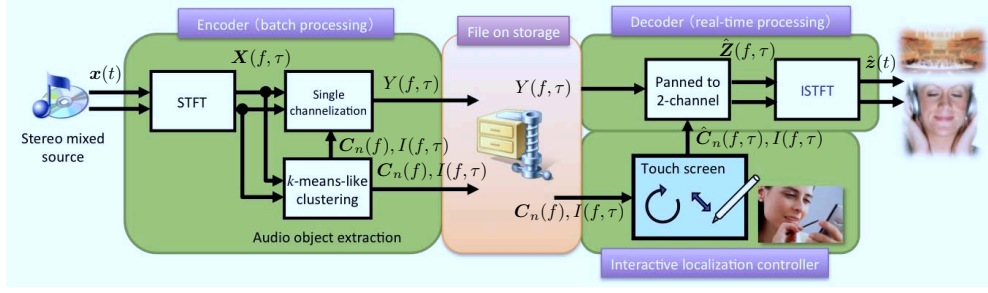 Encoder (batch processing)
File on storage
Decoder (real-time processing)
x(t)
X(f,τ)
Ẑ(f,τ)
ẑ(t)
STFT
Single
channelization
Y(f,τ)
Y(f,τ)
Panned to
2-channel
ISTFT
Stereo mixed
source
C_n(f), I(f,τ)
Ĉ_n(f,τ), I(f,τ)
k-means-like
clustering
C_n(f), I(f,τ)
Touch screen
C_n(f), I(f,τ)
Audio object extraction
Interactive localization controller